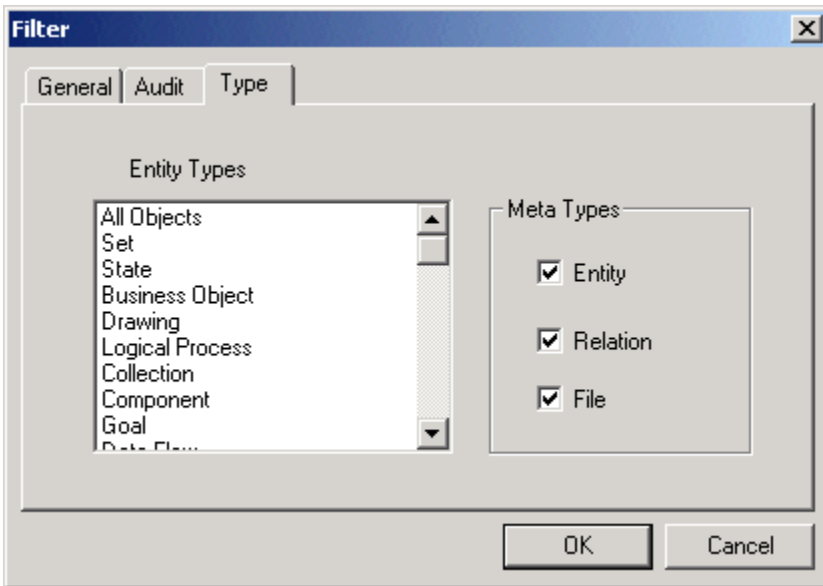 Filter
General
Audit
Type
Entity Types
All Objects
Set
State
Business Object
Drawing
Logical Process
Collection
Component
Goal
Meta Types
Entity
Relation
File
OK
Cancel